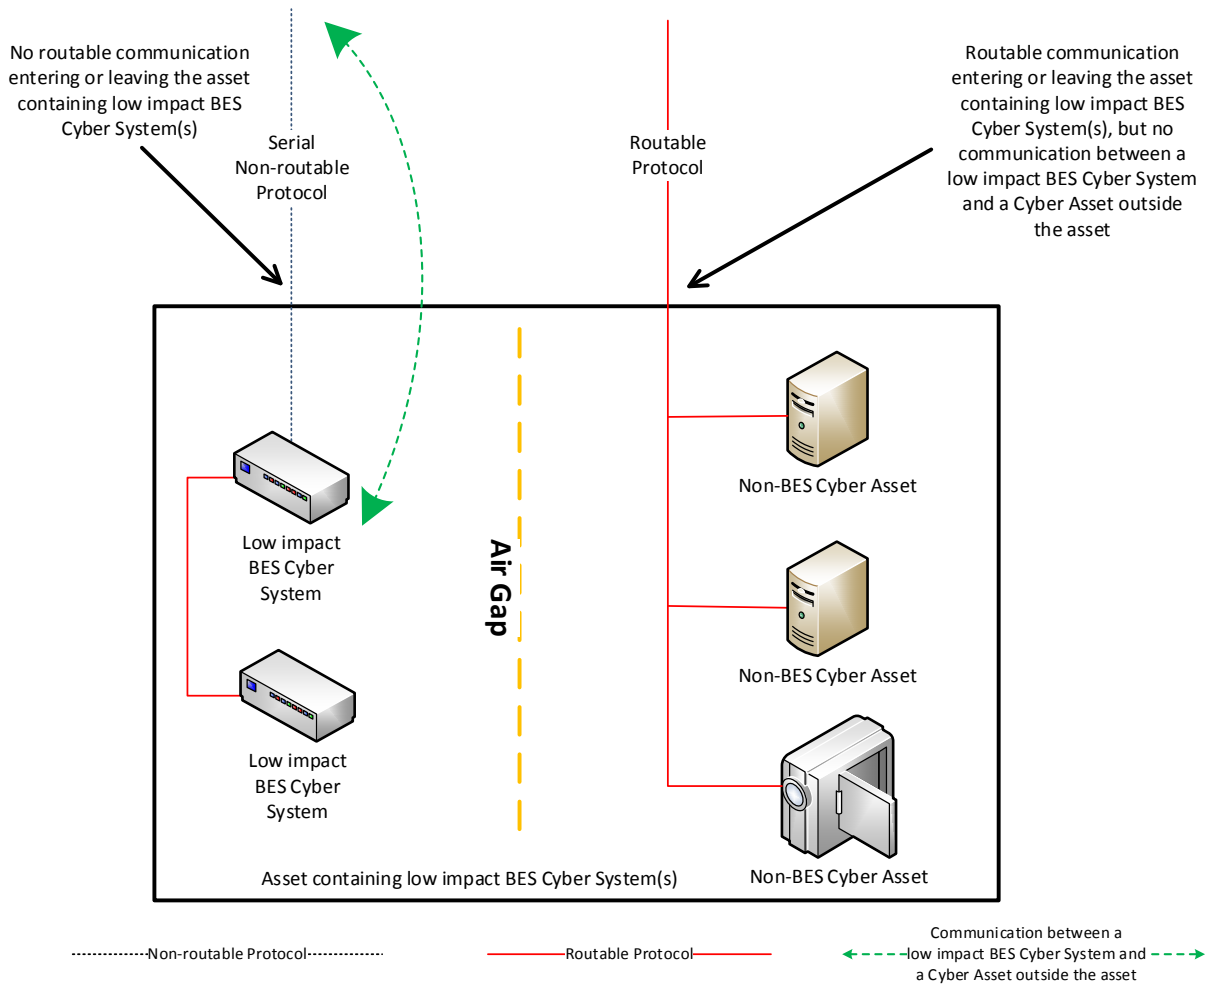 No routable communication
entering or leaving the asset
containing low impact BES
Cyber System(s)
Serial
Non-routable
Protocol
Routable
Protocol
Routable communication
entering or leaving the asset
containing low impact BES
Cyber System(s), but no
communication between a
low impact BES Cyber System
and a Cyber Asset outside
the asset
Low impact
BES Cyber
System
Low impact
BES Cyber
System
Air Gap
Non-BES Cyber Asset
Non-BES Cyber Asset
Non-BES Cyber Asset
Asset containing low impact BES Cyber System(s)
Non-routable Protocol
Routable Protocol
Communication between a
low impact BES Cyber System and
a Cyber Asset outside the asset